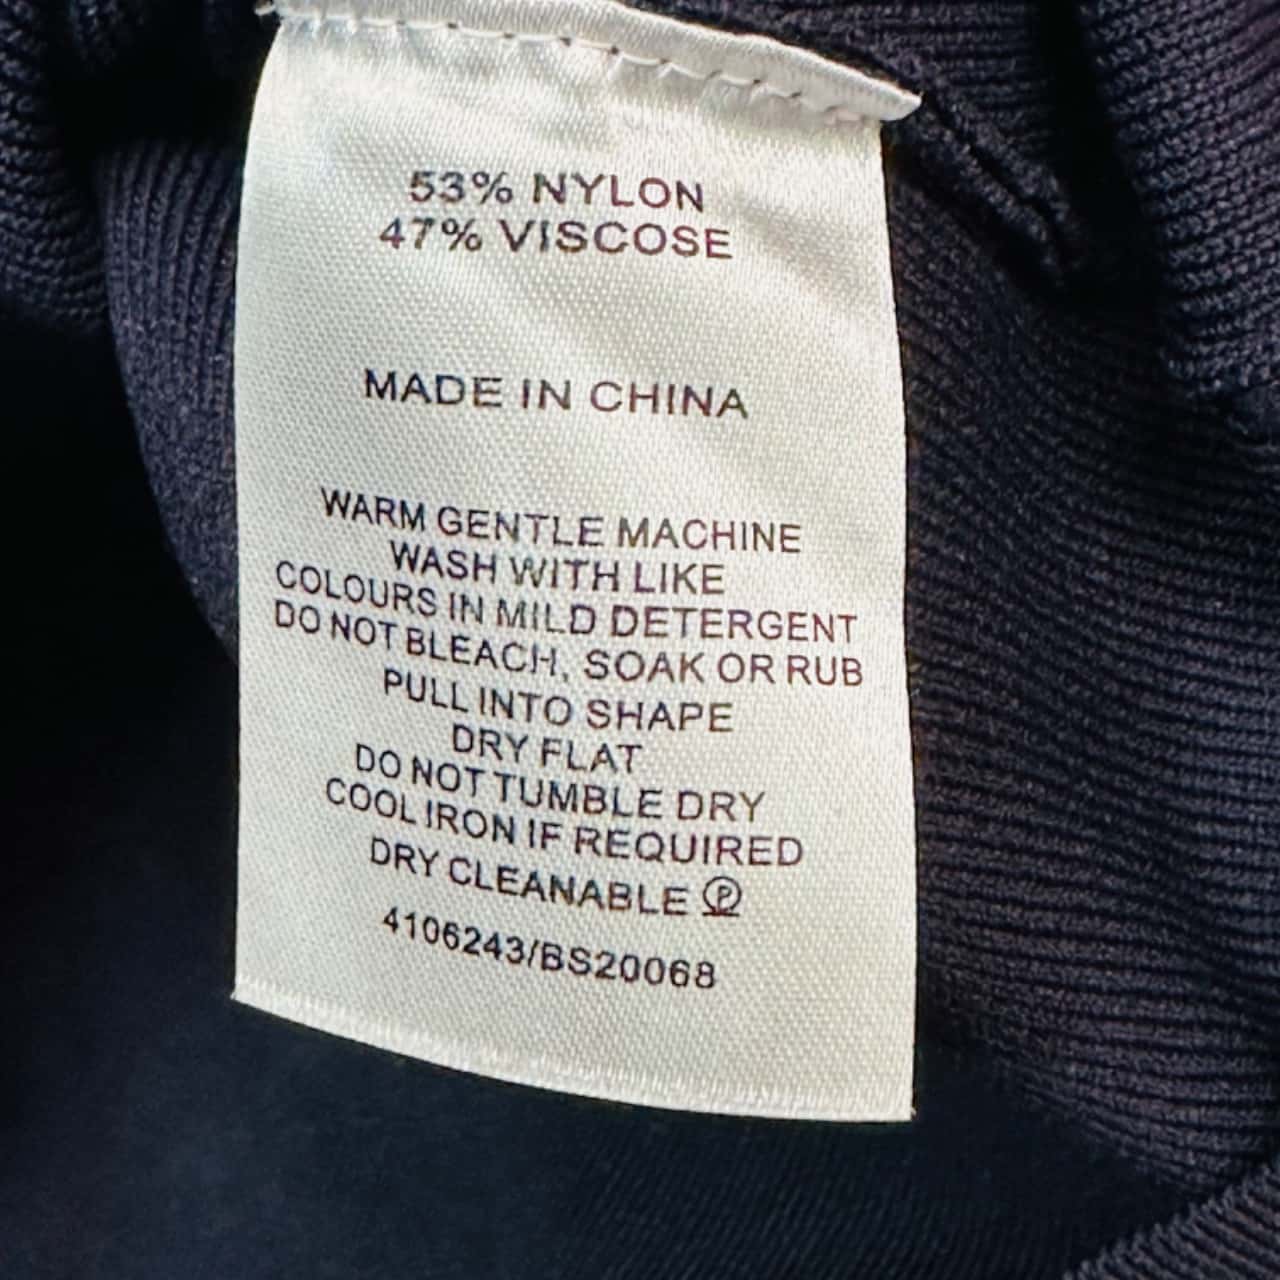 53% NYLON
47% VISCOSE
MADE IN CHINA
WARM GENTLE MACHINE
WASH WITH LIKE
COLOURS IN MILD DETERGENT
DO NOT BLEACH, SOAK OR RUB
PULL INTO SHAPE
DRY FLAT
DO NOT TUMBLE DRY
COOL IRON IF REQUIRED
DRY CLEANABLE Ⓟ
4106243/BS20068